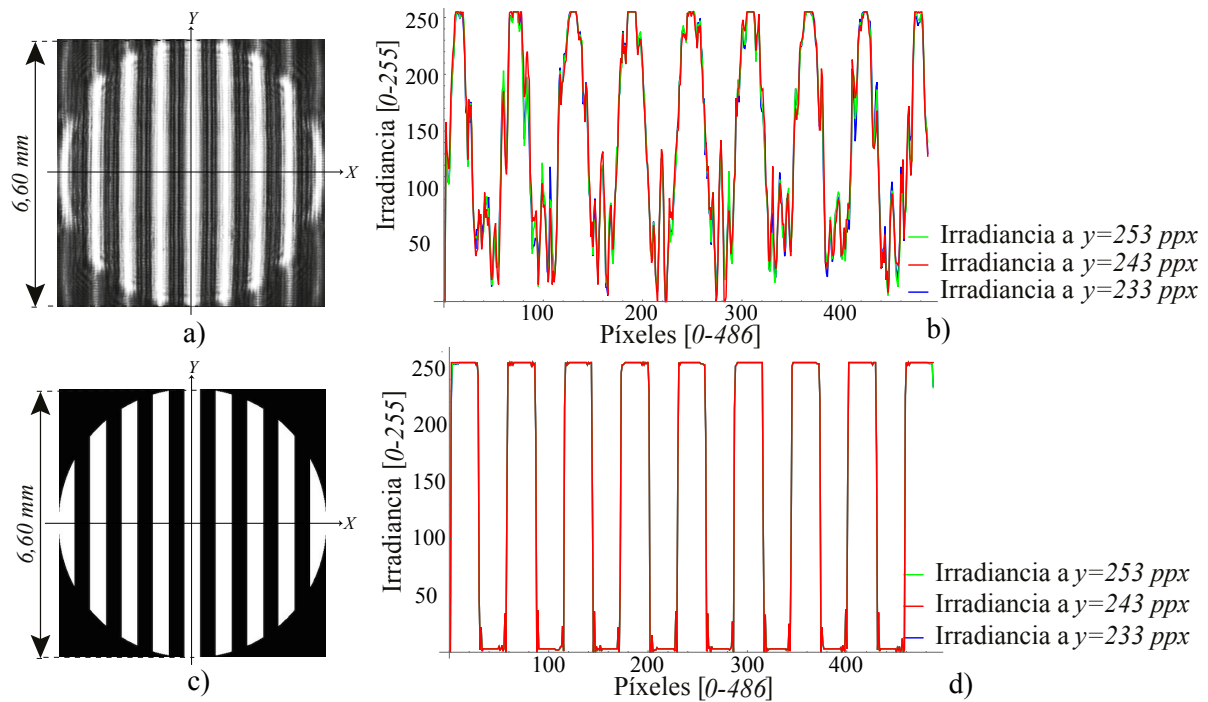 Y
X
6,60 mm
a)
250
200
150
100
50
Irradiancia [0-255]
100 200 300 400
Píxeles [0-486]
Irradiancia a y=253 ppx
Irradiancia a y=243 ppx
Irradiancia a y=233 ppx
b)
Y
X
6,60 mm
c)
250
200
150
100
50
Irradiancia [0-255]
100 200 300 400
Píxeles [0-486]
Irradiancia a y=253 ppx
Irradiancia a y=243 ppx
Irradiancia a y=233 ppx
d)